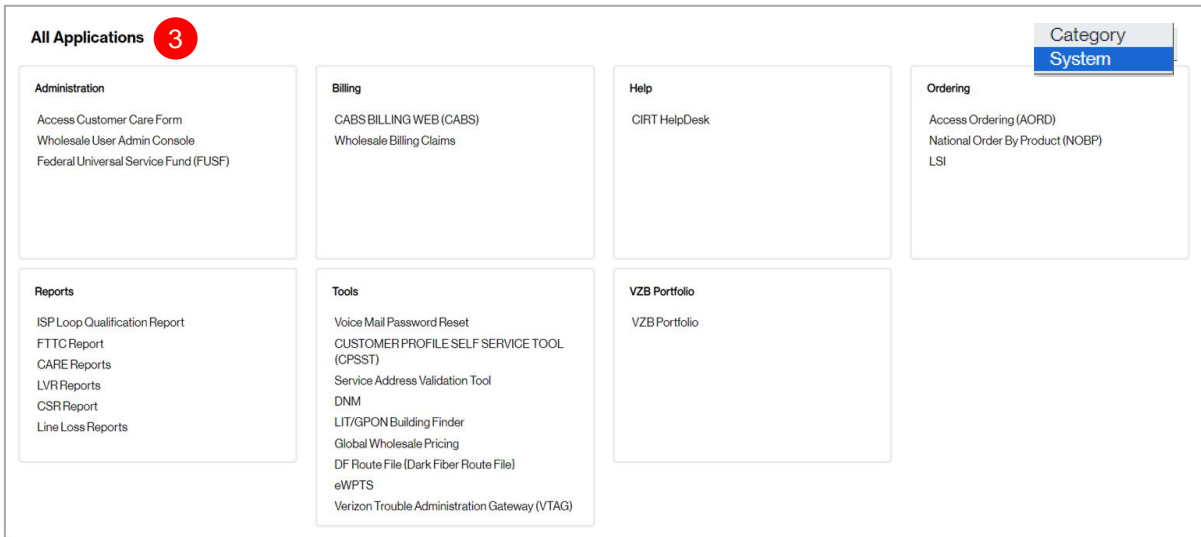 All Applications 3
Category
System
Administration
Access Customer Care Form
Wholesale User Admin Console
Federal Universal Service Fund (FUSF)
Billing
CABS BILLING WEB (CABS)
Wholesale Billing Claims
Help
CIRT HelpDesk
Ordering
Access Ordering (AORD)
National Order By Product (NOBP)
LSI
Reports
ISP Loop Qualification Report
FTTC Report
CARE Reports
LVR Reports
CSR Report
Line Loss Reports
Tools
Voice Mail Password Reset
CUSTOMER PROFILE SELF SERVICE TOOL
(CPSST)
Service Address Validation Tool
DNM
LIT/GPON Building Finder
Global Wholesale Pricing
DF Route File (Dark Fiber Route File)
eWPTS
Verizon Trouble Administration Gateway (VTAG)
VZB Portfolio
VZB Portfolio